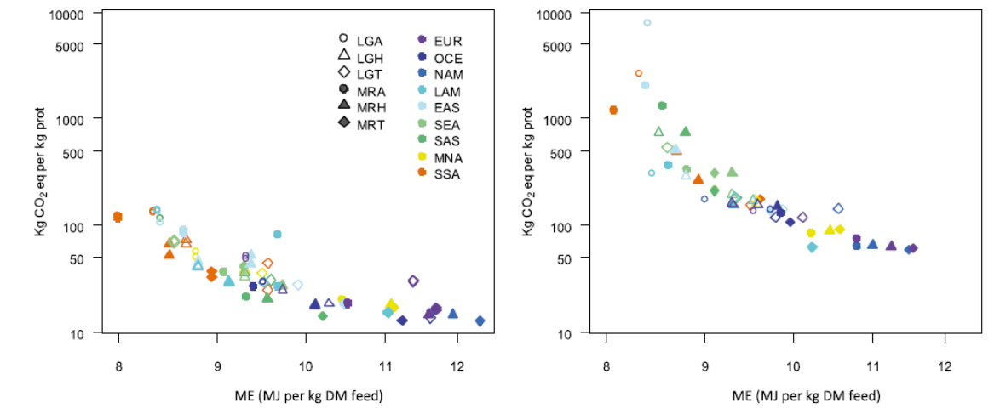 10000
5000
1000
500
100
50
10
Kg CO2 eq per kg prot
LGA
LGH
LGT
MRA
MRH
MRT
EUR
OCE
NAM
LAM
EAS
SEA
SAS
MNA
SSA
8 9 10 11 12
ME (MJ per kg DM feed)
10000
5000
1000
500
100
50
10
Kg CO2 eq per kg prot
8 9 10 11 12
ME (MJ per kg DM feed)